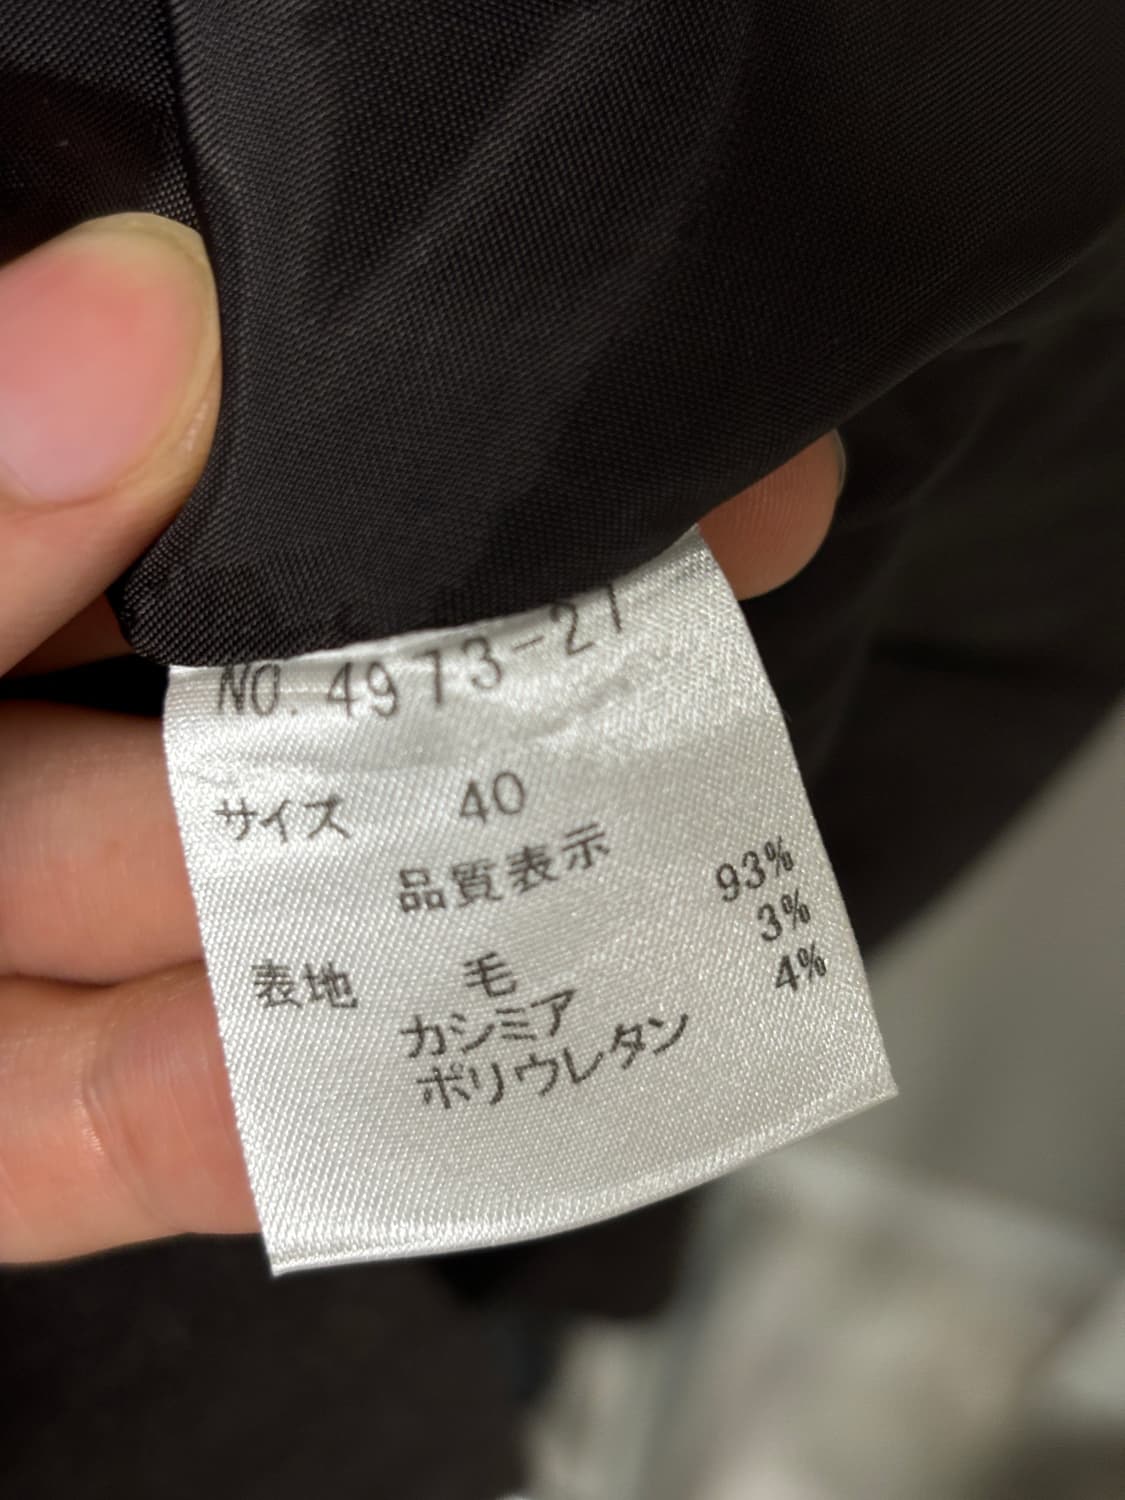 NO. 4973-21
サイズ 40
品質表示
表地 毛 93%
カシミア 3%
ポリウレタン 4%